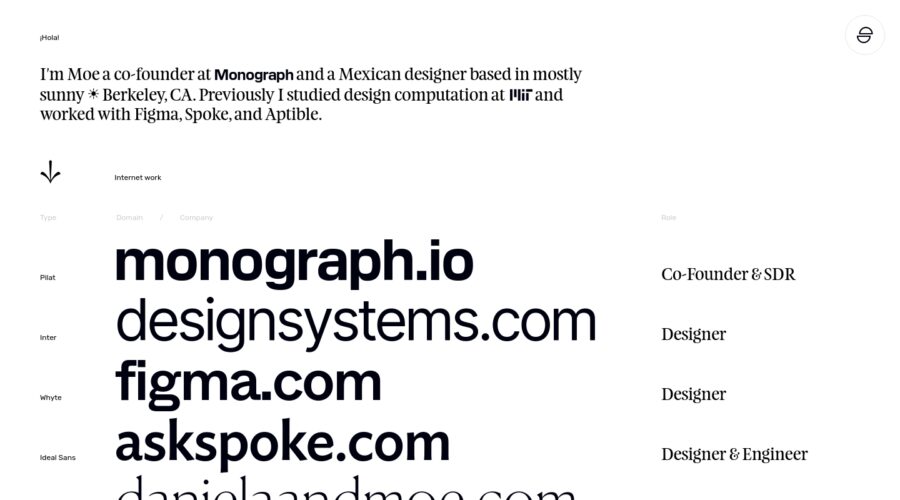 ¡Hola!
I'm Moe a co-founder at Monograph and a Mexican designer based in mostly
sunny ☀ Berkeley, CA. Previously I studied design computation at MIT and
worked with Figma, Spoke, and Aptible.
Internet work
Type Domain / Company Role
Pilat monograph.io Co-Founder & SDR
Inter designsystems.com Designer
Whyte figma.com Designer
Ideal Sans askspoke.com Designer & Engineer
danielaandmoe.com